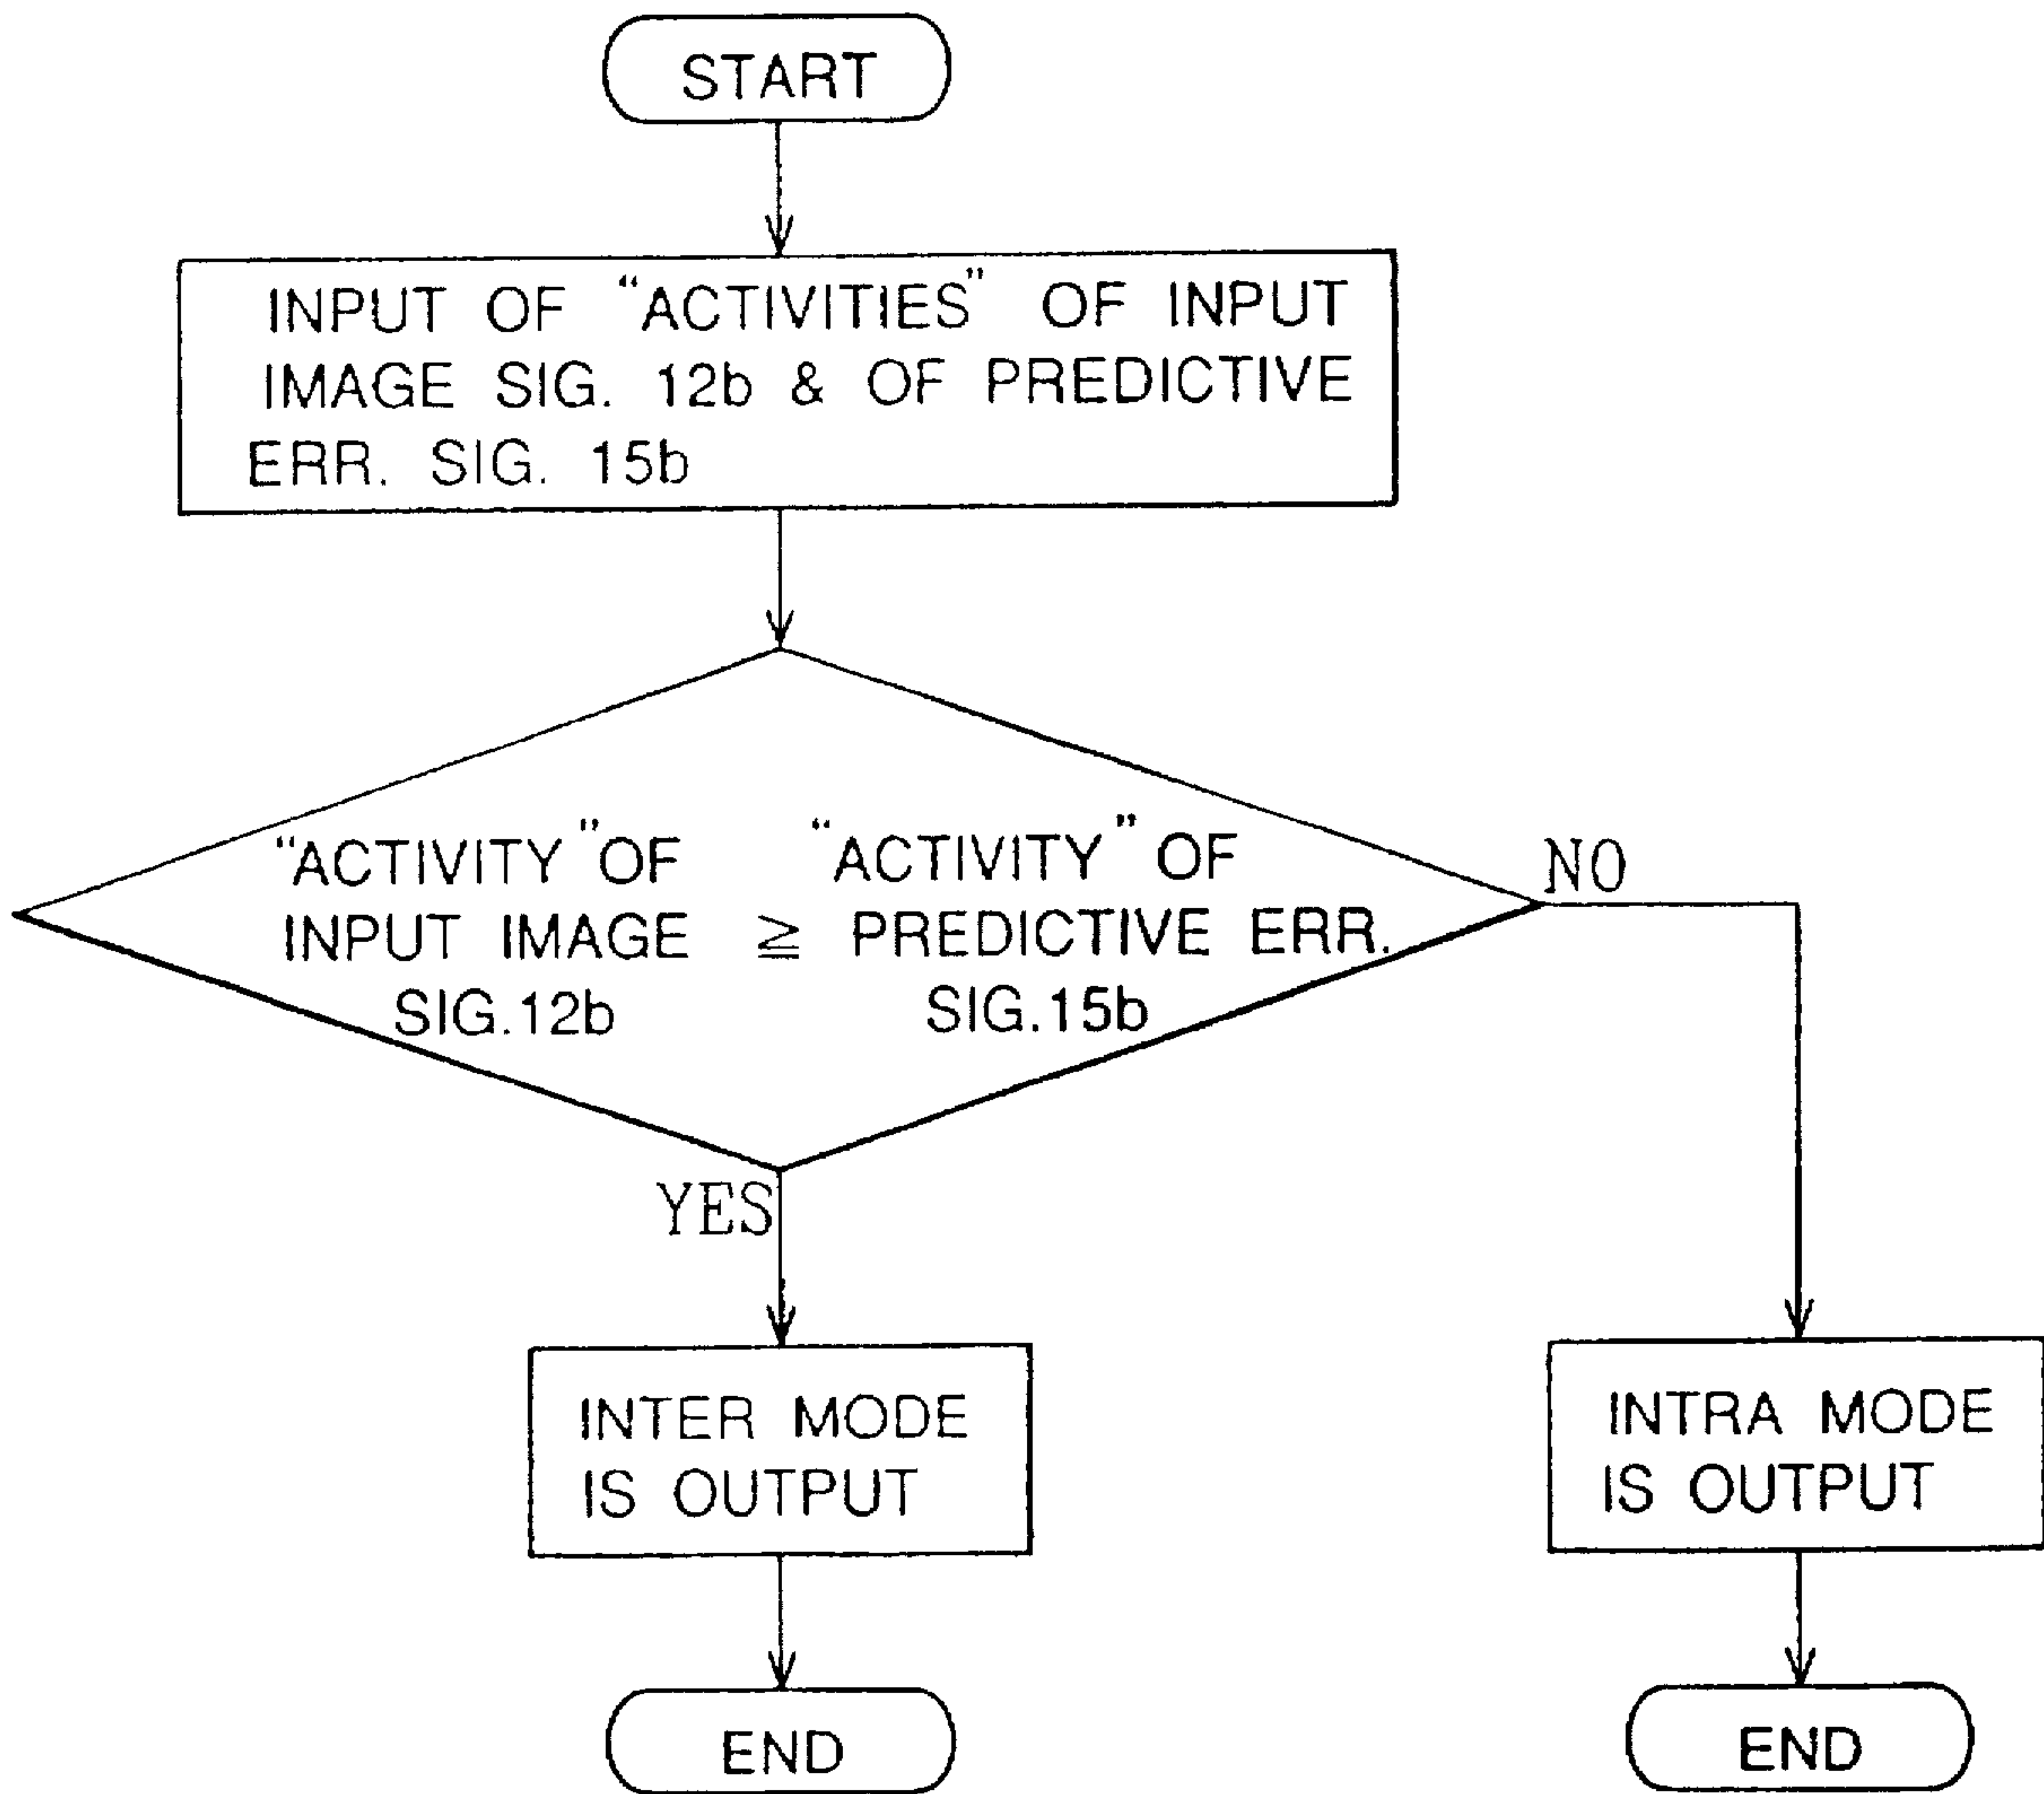 START
INPUT OF "ACTIVITIES" OF INPUT
IMAGE SIG. 12b & OF PREDICTIVE
ERR. SIG. 15b
"ACTIVITY" OF
INPUT IMAGE
SIG.12b
≧
"ACTIVITY" OF
PREDICTIVE ERR.
SIG.15b
NO
YES
INTER MODE
IS OUTPUT
INTRA MODE
IS OUTPUT
END
END